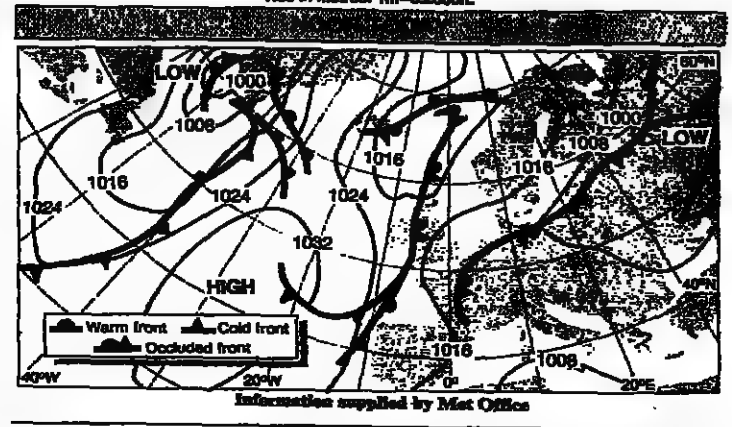 60°N
LOW
1000
1000
1008
LOW
1008
1016
1016
1016
1024
1024
1024
1032
HIGH
40°N
Warm front Cold front
Occluded front
1016
1008
40°W
20°W
0°
20°E
Information supplied by Met Office